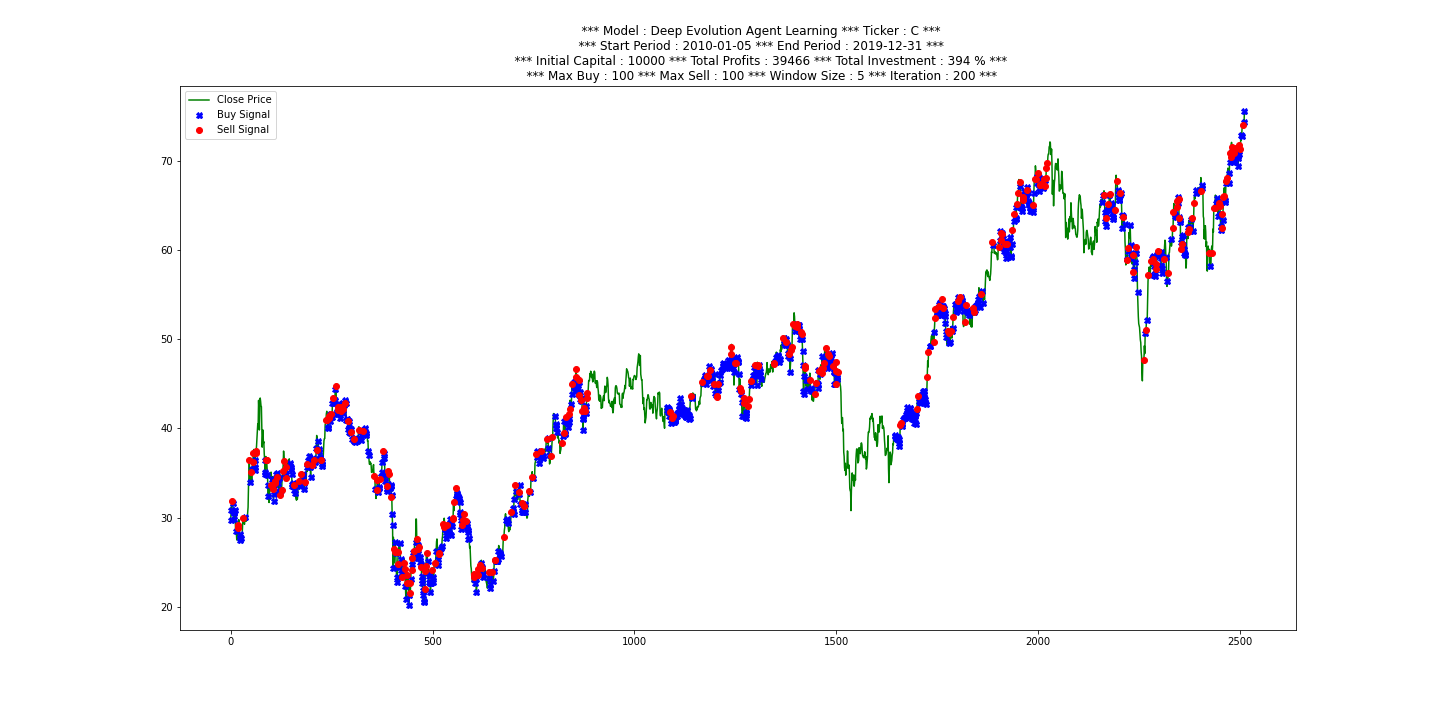 *** Model : Deep Evolution Agent Learning *** Ticker : C ***
*** Start Period : 2010-01-05 *** End Period : 2019-12-31 ***
*** Initial Capital : 10000 *** Total Profits : 39466 *** Total Investment : 394 % ***
*** Max Buy : 100 *** Max Sell : 100 *** Window Size : 5 *** Iteration : 200 ***
Close Price
Buy Signal
Sell Signal
70
60
50
40
30
20
0 500 1000 1500 2000 2500